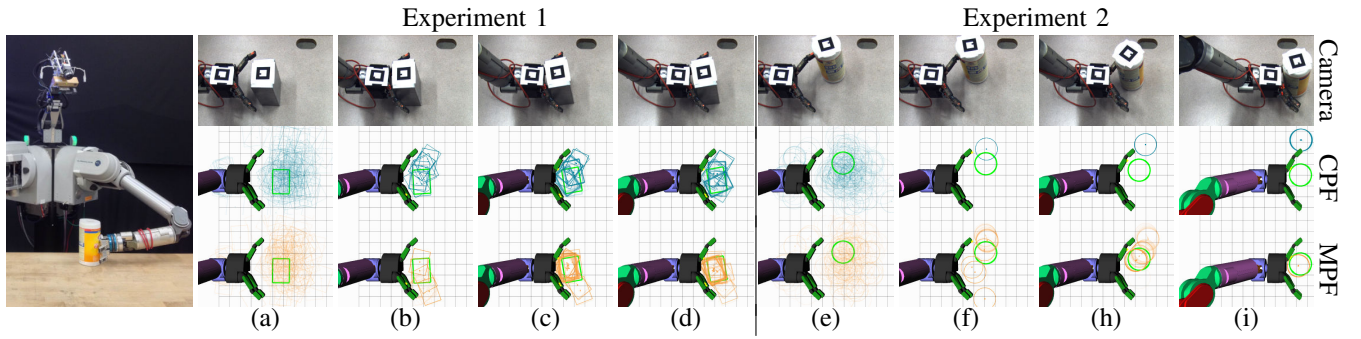 Experiment 1
Experiment 2
Camera
CPF
MPF
(a)
(b)
(c)
(d)
(e)
(f)
(h)
(i)